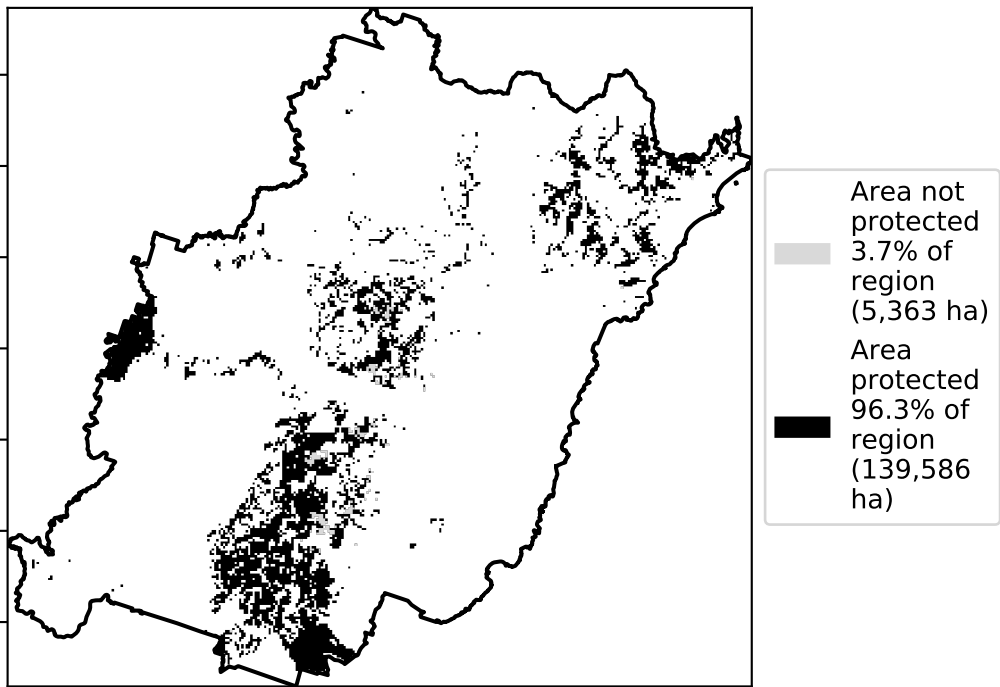 Area not
protected
3.7% of
region
(5,363 ha)
Area
protected
96.3% of
region
(139,586
ha)